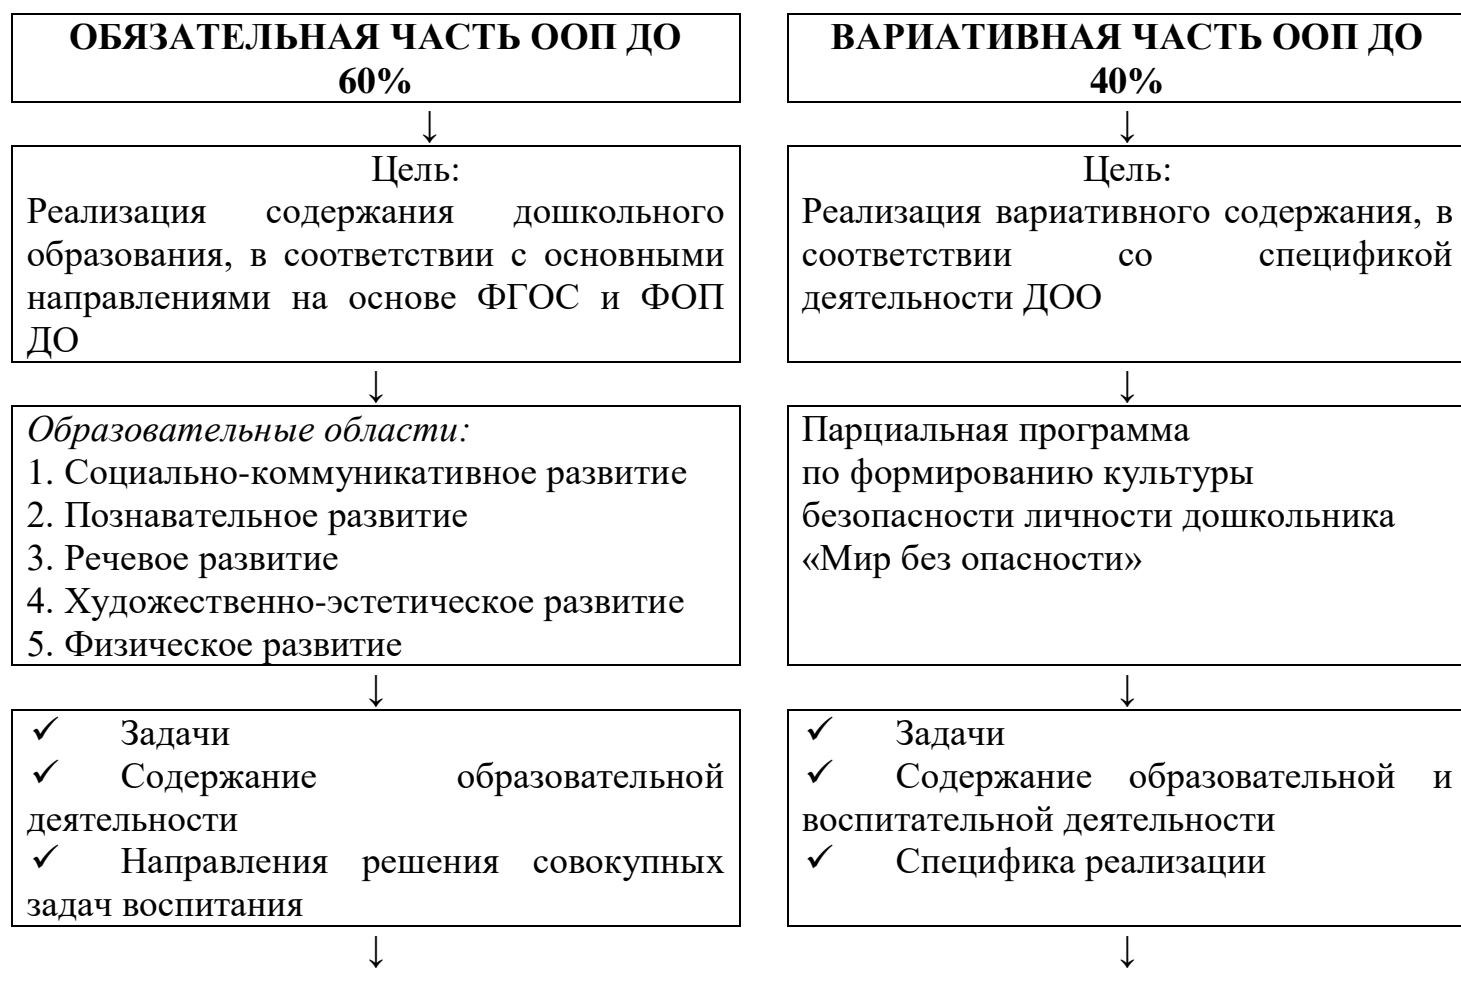 ОБЯЗАТЕЛЬНАЯ ЧАСТЬ ООП ДО
60%
↓
Цель:
Реализация содержания дошкольного
образования, в соответствии с основными
направлениями на основе ФГОС и ФОП
ДО
↓
Образовательные области:
1. Социально-коммуникативное развитие
2. Познавательное развитие
3. Речевое развитие
4. Художественно-эстетическое развитие
5. Физическое развитие
↓
✓ Задачи
✓ Содержание образовательной
деятельности
✓ Направления решения совокупных
задач воспитания
↓
ВАРИАТИВНАЯ ЧАСТЬ ООП ДО
40%
↓
Цель:
Реализация вариативного содержания, в
соответствии со спецификой
деятельности ДОО
↓
Парциальная программа
по формированию культуры
безопасности личности дошкольника
«Мир без опасности»
↓
✓ Задачи
✓ Содержание образовательной и
воспитательной деятельности
✓ Специфика реализации
↓